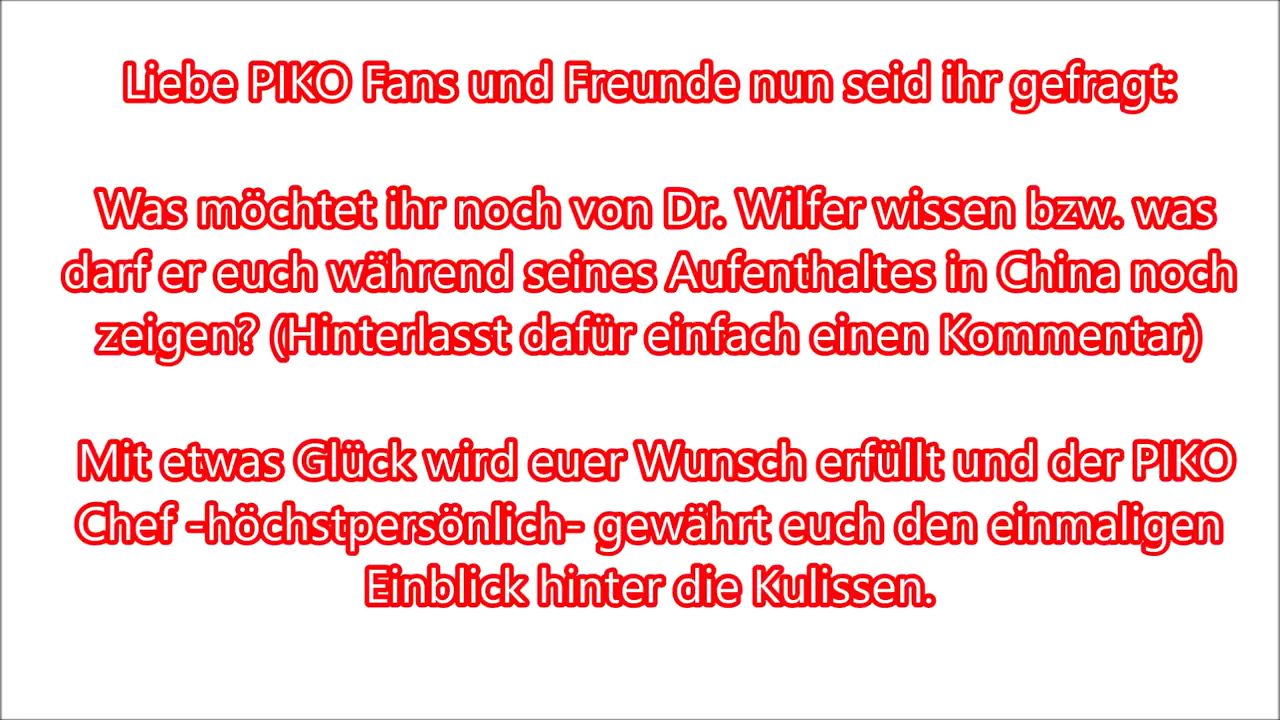 Liebe PIKO Fans und Freunde nun seid ihr gefragt:
Was möchtet ihr noch von Dr. Wilfer wissen bzw. was
darf er euch während seines Aufenthaltes in China noch
zeigen? (Hinterlasst dafür einfach einen Kommentar)
Mit etwas Glück wird euer Wunsch erfüllt und der PIKO
Chef -höchstpersönlich- gewährt euch den einmaligen
Einblick hinter die Kulissen.